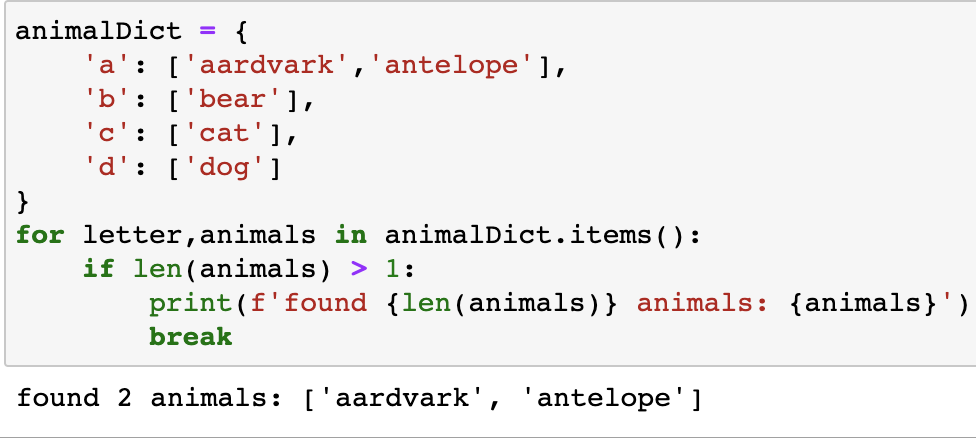 animalDict = {
    'a': ['aardvark','antelope'],
    'b': ['bear'],
    'c': ['cat'],
    'd': ['dog']
}
for letter,animals in animalDict.items():
    if len(animals) > 1:
        print(f'found {len(animals)} animals: {animals}')
        break
found 2 animals: ['aardvark', 'antelope']